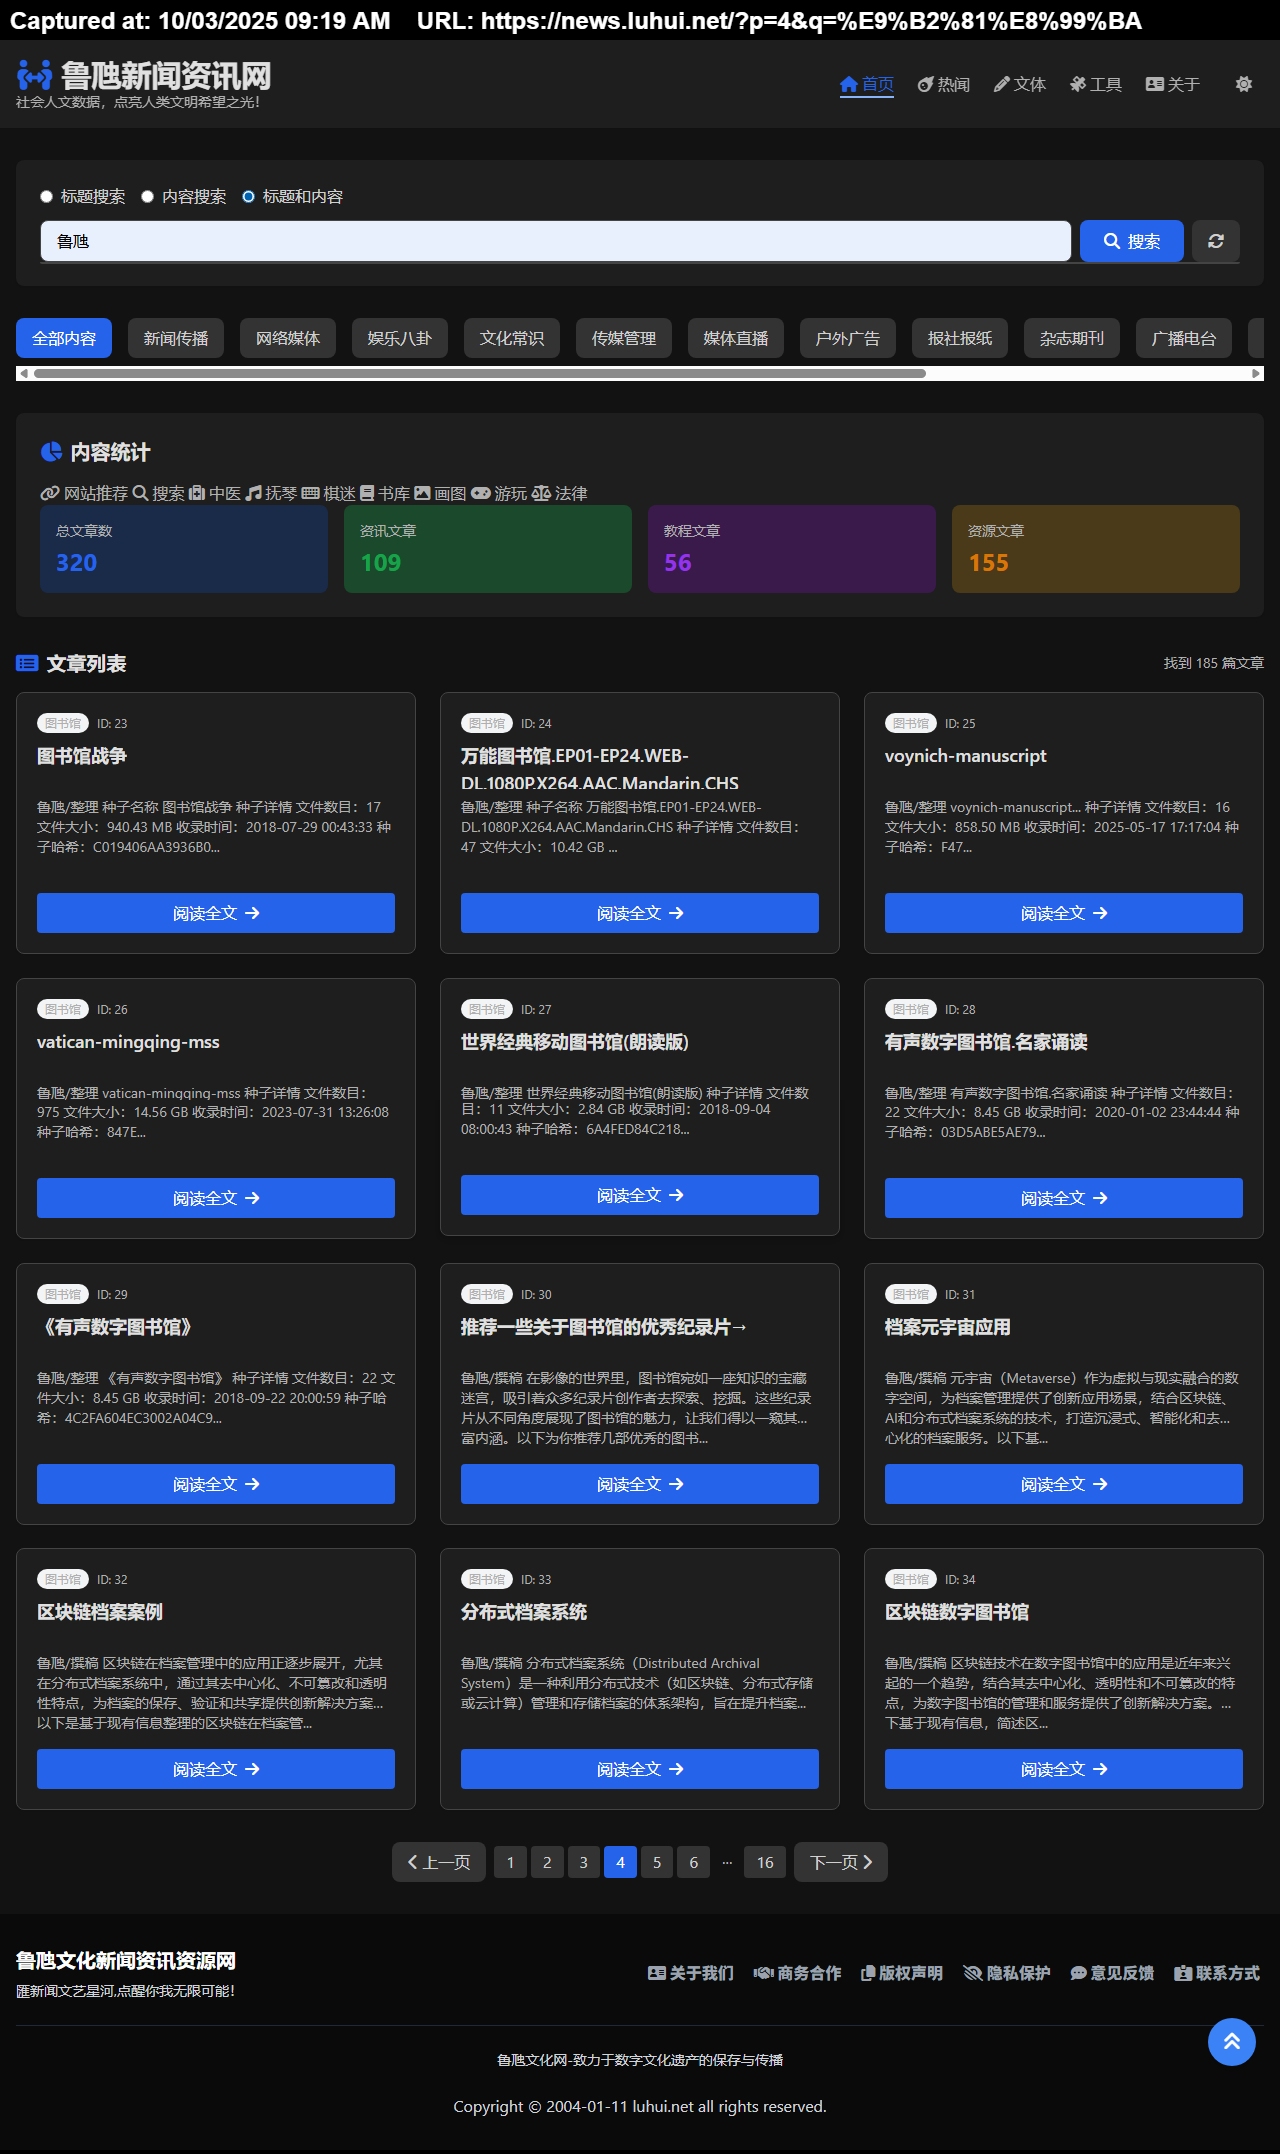 Captured at: 10/03/2025 09:19 AM    URL: https://news.luhui.net/?p=4&q=%E9%B2%81%E8%99%BA
鲁虺新闻资讯网
社会人文数据，点亮人类文明希望之光！
首页 热闻 文体 工具 关于
标题搜索 内容搜索 标题和内容
鲁虺 搜索
全部内容 新闻传播 网络媒体 娱乐八卦 文化常识 传媒管理 媒体直播 户外广告 报社报纸 杂志期刊 广播电台
内容统计
网站推荐 搜索 中医 抚琴 棋迷 书库 画图 游玩 法律
总文章数 资讯文章 教程文章 资源文章
320 109 56 155
文章列表 找到 185 篇文章
图书馆 ID: 23
图书馆战争
鲁虺/整理 种子名称 图书馆战争 种子详情 文件数目：17
文件大小：940.43 MB 收录时间：2018-07-29 00:43:33 种
子哈希：C019406AA3936B0...
阅读全文
图书馆 ID: 24
万能图书馆.EP01-EP24.WEB-
DL.1080P.X264.AAC.Mandarin.CHS
鲁虺/整理 种子名称 万能图书馆.EP01-EP24.WEB-
DL.1080P.X264.AAC.Mandarin.CHS 种子详情 文件数目：
47 文件大小：10.42 GB ...
阅读全文
图书馆 ID: 25
voynich-manuscript
鲁虺/整理 voynich-manuscript... 种子详情 文件数目：16
文件大小：858.50 MB 收录时间：2025-05-17 17:17:04 种
子哈希：F47...
阅读全文
图书馆 ID: 26
vatican-mingqing-mss
鲁虺/整理 vatican-mingqing-mss 种子详情 文件数目：
975 文件大小：14.56 GB 收录时间：2023-07-31 13:26:08
种子哈希：847E...
阅读全文
图书馆 ID: 27
世界经典移动图书馆(朗读版)
鲁虺/整理 世界经典移动图书馆(朗读版) 种子详情 文件数
目：11 文件大小：2.84 GB 收录时间：2018-09-04
08:00:43 种子哈希：6A4FED84C218...
阅读全文
图书馆 ID: 28
有声数字图书馆.名家诵读
鲁虺/整理 有声数字图书馆.名家诵读 种子详情 文件数目：
22 文件大小：8.45 GB 收录时间：2020-01-02 23:44:44 种
子哈希：03D5ABE5AE79...
阅读全文
图书馆 ID: 29
《有声数字图书馆》
鲁虺/整理 《有声数字图书馆》 种子详情 文件数目：22 文
件大小：8.45 GB 收录时间：2018-09-22 20:00:59 种子哈
希：4C2FA604EC3002A04C9...
阅读全文
图书馆 ID: 30
推荐一些关于图书馆的优秀纪录片→
鲁虺/撰稿 在影像的世界里，图书馆宛如一座知识的宝藏
迷宫，吸引着众多纪录片创作者去探索、挖掘。这些纪录
片从不同角度展现了图书馆的魅力，让我们得以一窥其...
富内涵。以下为你推荐几部优秀的图书...
阅读全文
图书馆 ID: 31
档案元宇宙应用
鲁虺/撰稿 元宇宙（Metaverse）作为虚拟与现实融合的数
字空间，为档案管理提供了创新应用场景，结合区块链、
AI和分布式档案系统的技术，打造沉浸式、智能化和去...
心化的档案服务。以下基...
阅读全文
图书馆 ID: 32
区块链档案案例
鲁虺/撰稿 区块链在档案管理中的应用正逐步展开，尤其
在分布式档案系统中，通过其去中心化、不可篡改和透明
性特点，为档案的保存、验证和共享提供创新解决方案...
以下是基于现有信息整理的区块链在档案管...
阅读全文
图书馆 ID: 33
分布式档案系统
鲁虺/撰稿 分布式档案系统（Distributed Archival
System）是一种利用分布式技术（如区块链、分布式存储
或云计算）管理和存储档案的体系架构，旨在提升档案...
阅读全文
图书馆 ID: 34
区块链数字图书馆
鲁虺/撰稿 区块链技术在数字图书馆中的应用是近年来兴
起的一个趋势，结合其去中心化、透明性和不可篡改的特
点，为数字图书馆的管理和服务提供了创新解决方案。...
下基于现有信息，简述区...
阅读全文
上一页 1 2 3 4 5 6 ... 16 下一页
鲁虺文化新闻资讯资源网
匯新闻文艺星河,点醒你我无限可能！
关于我们 商务合作 版权声明 隐私保护 意见反馈 联系方式
鲁虺文化网-致力于数字文化遗产的保存与传播
Copyright © 2004-01-11 luhui.net all rights reserved.